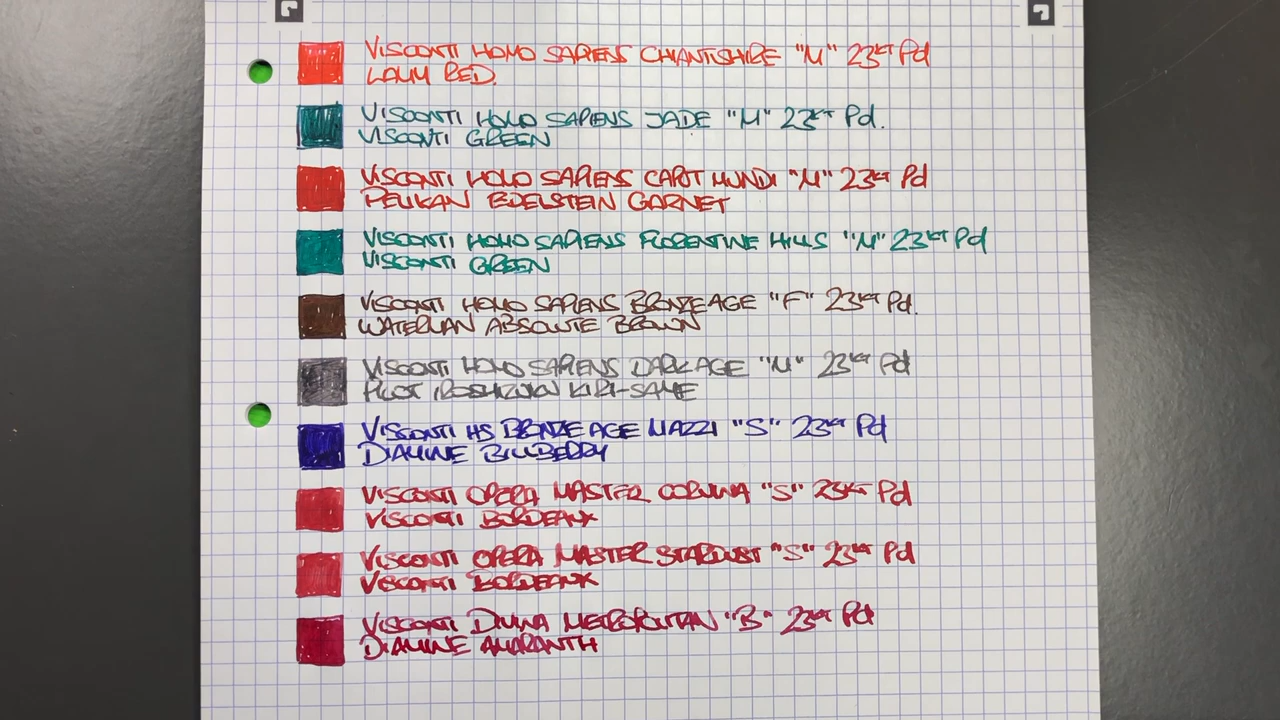 VISCONTI HOMO SAPIENS CHIANTISHIRE "M" 23KT Pd
LAMY RED.
VISCONTI HOMO SAPIENS JADE "M" 23KT Pd.
VISCONTI GREEN
VISCONTI HOMO SAPIENS CAPUT MUNDI "M" 23KT Pd
PELIKAN EDELSTEIN GARNET
VISCONTI HOMO SAPIENS FLORENTINE HILLS "M" 23KT Pd
VISCONTI GREEN
VISCONTI HOMO SAPIENS BRONZE AGE "F" 23KT Pd.
WATERMAN ABSOLUTE BROWN
VISCONTI HOMO SAPIENS DARK AGE "M" 23KT Pd
PILOT IROSHIZUKU KIRI-SAME
VISCONTI HS BRONZE AGE MAZZI "S" 23KT Pd
DIAMINE BILLBERRY
VISCONTI OPERA MASTER "S" 23KT Pd
VISCONTI BORDEAUX
VISCONTI OPERA MASTER STARDUST "S" 23KT Pd
VISCONTI BORDEAUX
VISCONTI DIVINA METROPOLITAN "B" 23KT Pd
DIAMINE AMARANTH